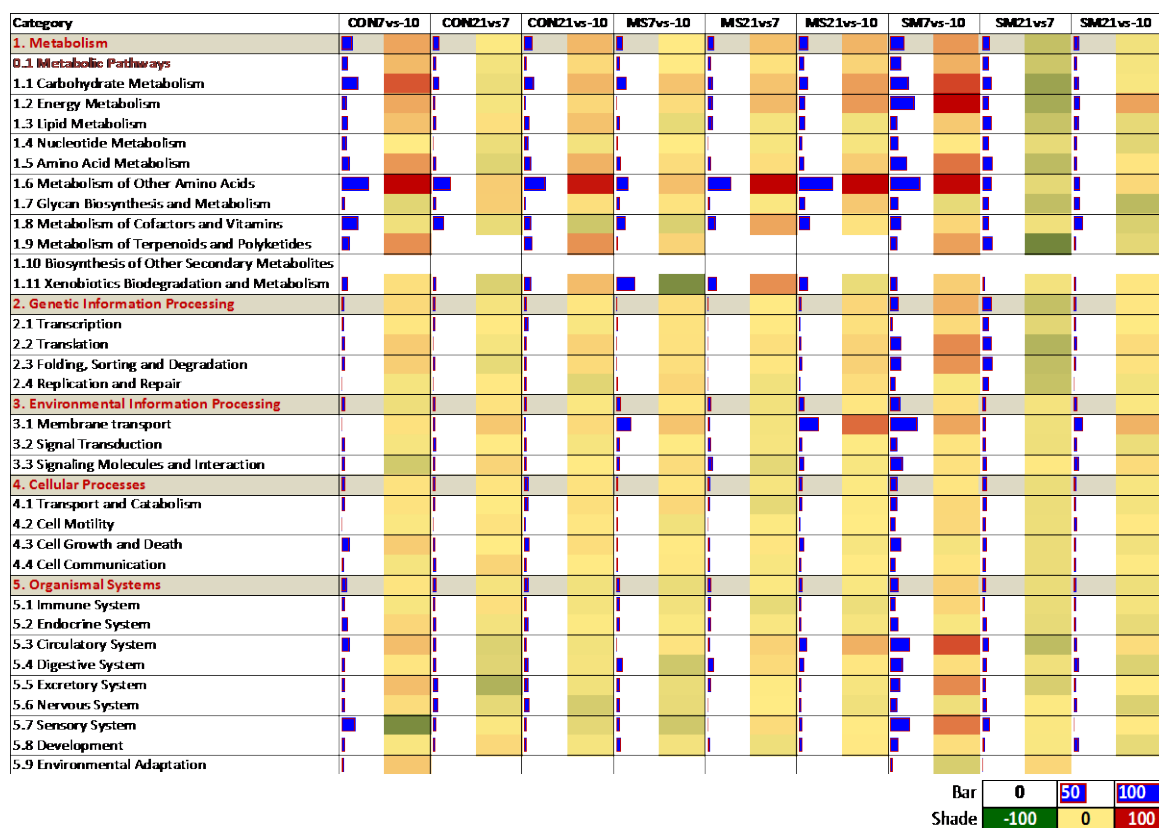 Category CON7vs-10 CON21vs7 CON21vs-10 MS7vs-10 MS21vs7 MS21vs-10 SM7vs-10 SM21vs7 SM21vs-10
1. Metabolism
0.1 Metabolic Pathways
1.1 Carbohydrate Metabolism
1.2 Energy Metabolism
1.3 Lipid Metabolism
1.4 Nucleotide Metabolism
1.5 Amino Acid Metabolism
1.6 Metabolism of Other Amino Acids
1.7 Glycan Biosynthesis and Metabolism
1.8 Metabolism of Cofactors and Vitamins
1.9 Metabolism of Terpenoids and Polyketides
1.10 Biosynthesis of Other Secondary Metabolites
1.11 Xenobiotics Biodegradation and Metabolism
2. Genetic Information Processing
2.1 Transcription
2.2 Translation
2.3 Folding, Sorting and Degradation
2.4 Replication and Repair
3. Environmental Information Processing
3.1 Membrane transport
3.2 Signal Transduction
3.3 Signaling Molecules and Interaction
4. Cellular Processes
4.1 Transport and Catabolism
4.2 Cell Motility
4.3 Cell Growth and Death
4.4 Cell Communication
5. Organismal Systems
5.1 Immune System
5.2 Endocrine System
5.3 Circulatory System
5.4 Digestive System
5.5 Excretory System
5.6 Nervous System
5.7 Sensory System
5.8 Development
5.9 Environmental Adaptation
Bar 0 50 100
Shade -100 0 100